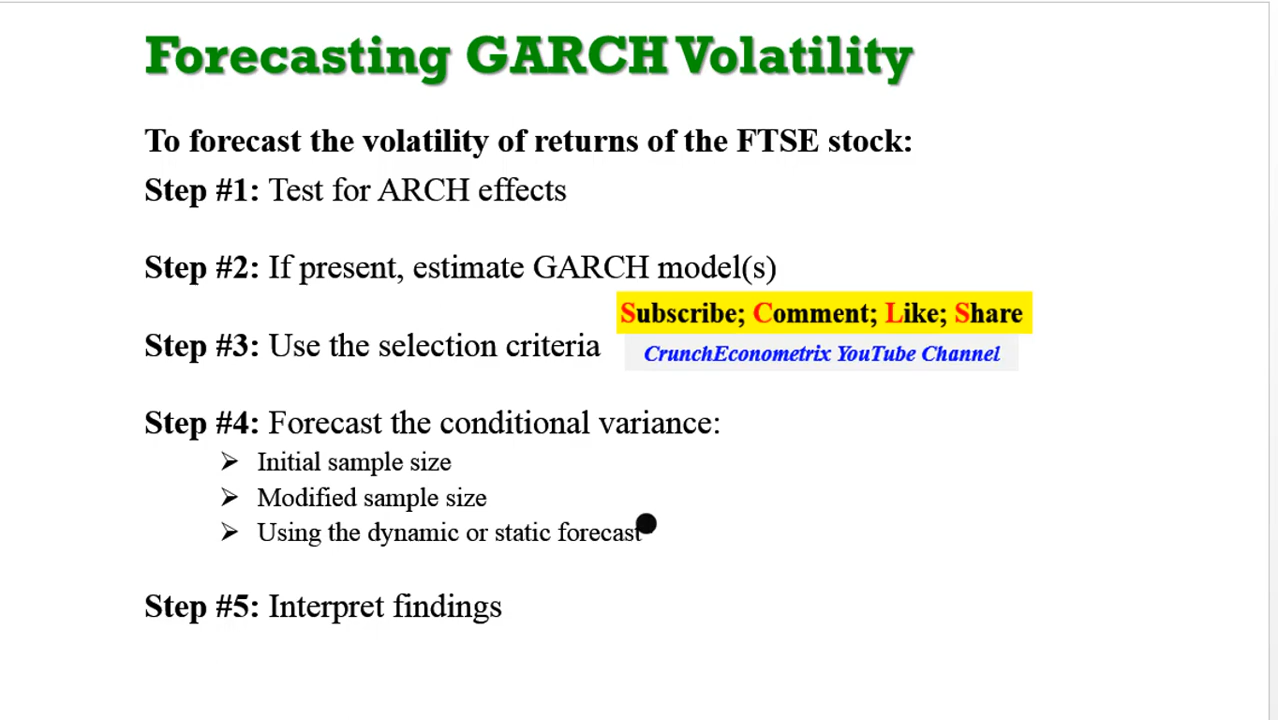 Forecasting GARCH Volatility
To forecast the volatility of returns of the FTSE stock:
Step #1: Test for ARCH effects
Step #2: If present, estimate GARCH model(s)
Subscribe; Comment; Like; Share
Step #3: Use the selection criteria
CrunchEconometrix YouTube Channel
Step #4: Forecast the conditional variance:
Initial sample size
Modified sample size
Using the dynamic or static forecast
Step #5: Interpret findings